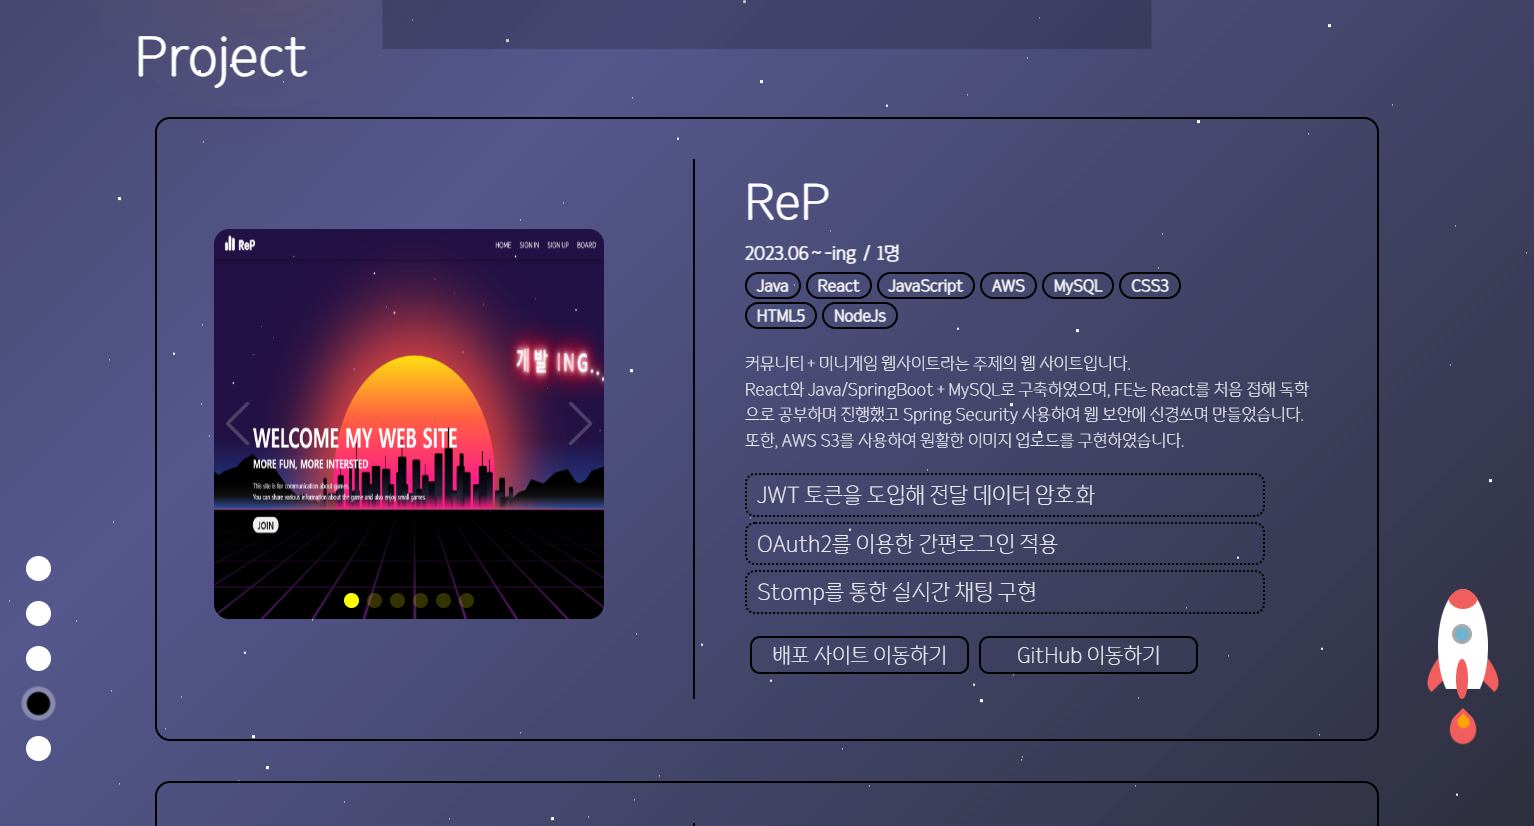 Project
ReP
HOME SIGN IN SIGN UP BOARD
개발 ING..
WELCOME MY WEB SITE
MORE FUN, MORE INTERSTED
This site is for communication about games.
You can share various information about the game and also enjoy small games.
JOIN
ReP
2023.06 ~ -ing / 1명
Java React JavaScript AWS MySQL CSS3
HTML5 NodeJs
커뮤니티 + 미니게임 웹사이트라는 주제의 웹 사이트입니다.
React와 Java/SpringBoot + MySQL로 구축하였으며, FE는 React를 처음 접해 독학
으로 공부하며 진행했고 Spring Security 사용하여 웹 보안에 신경쓰며 만들었습니다.
또한, AWS S3를 사용하여 원활한 이미지 업로드를 구현하였습니다.
JWT 토큰을 도입해 전달 데이터 암호화
OAuth2를 이용한 간편로그인 적용
Stomp를 통한 실시간 채팅 구현
배포 사이트 이동하기 GitHub 이동하기